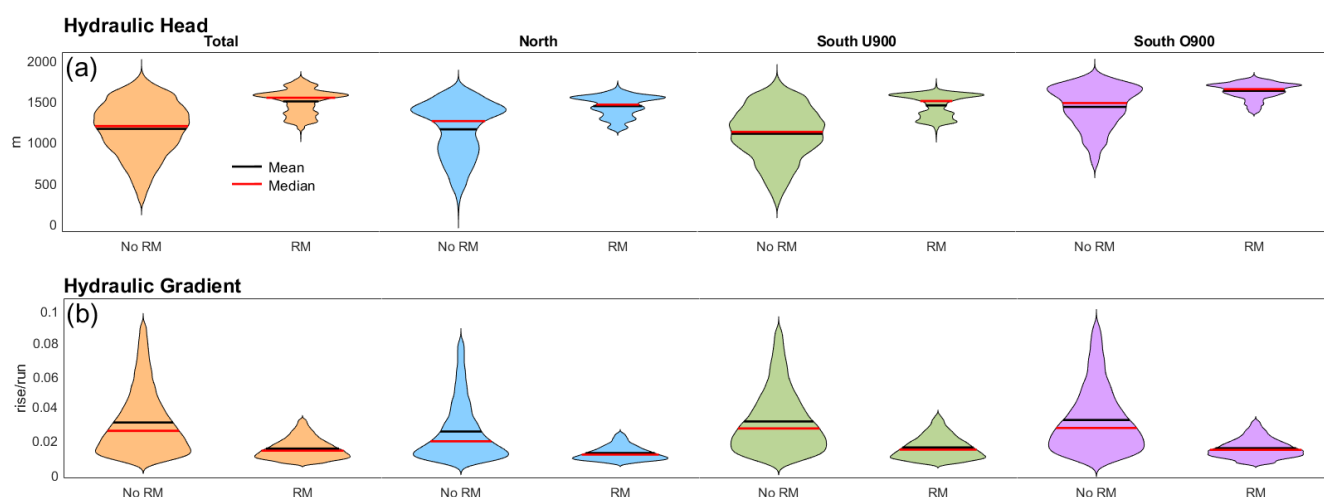 Hydraulic Head
Total North South U900 South O900
(a)
2000
1500
1000
500
0
m
Mean
Median
No RM RM No RM RM No RM RM No RM RM
Hydraulic Gradient
(b)
0.1
0.08
0.06
0.04
0.02
0
rise/run
No RM RM No RM RM No RM RM No RM RM